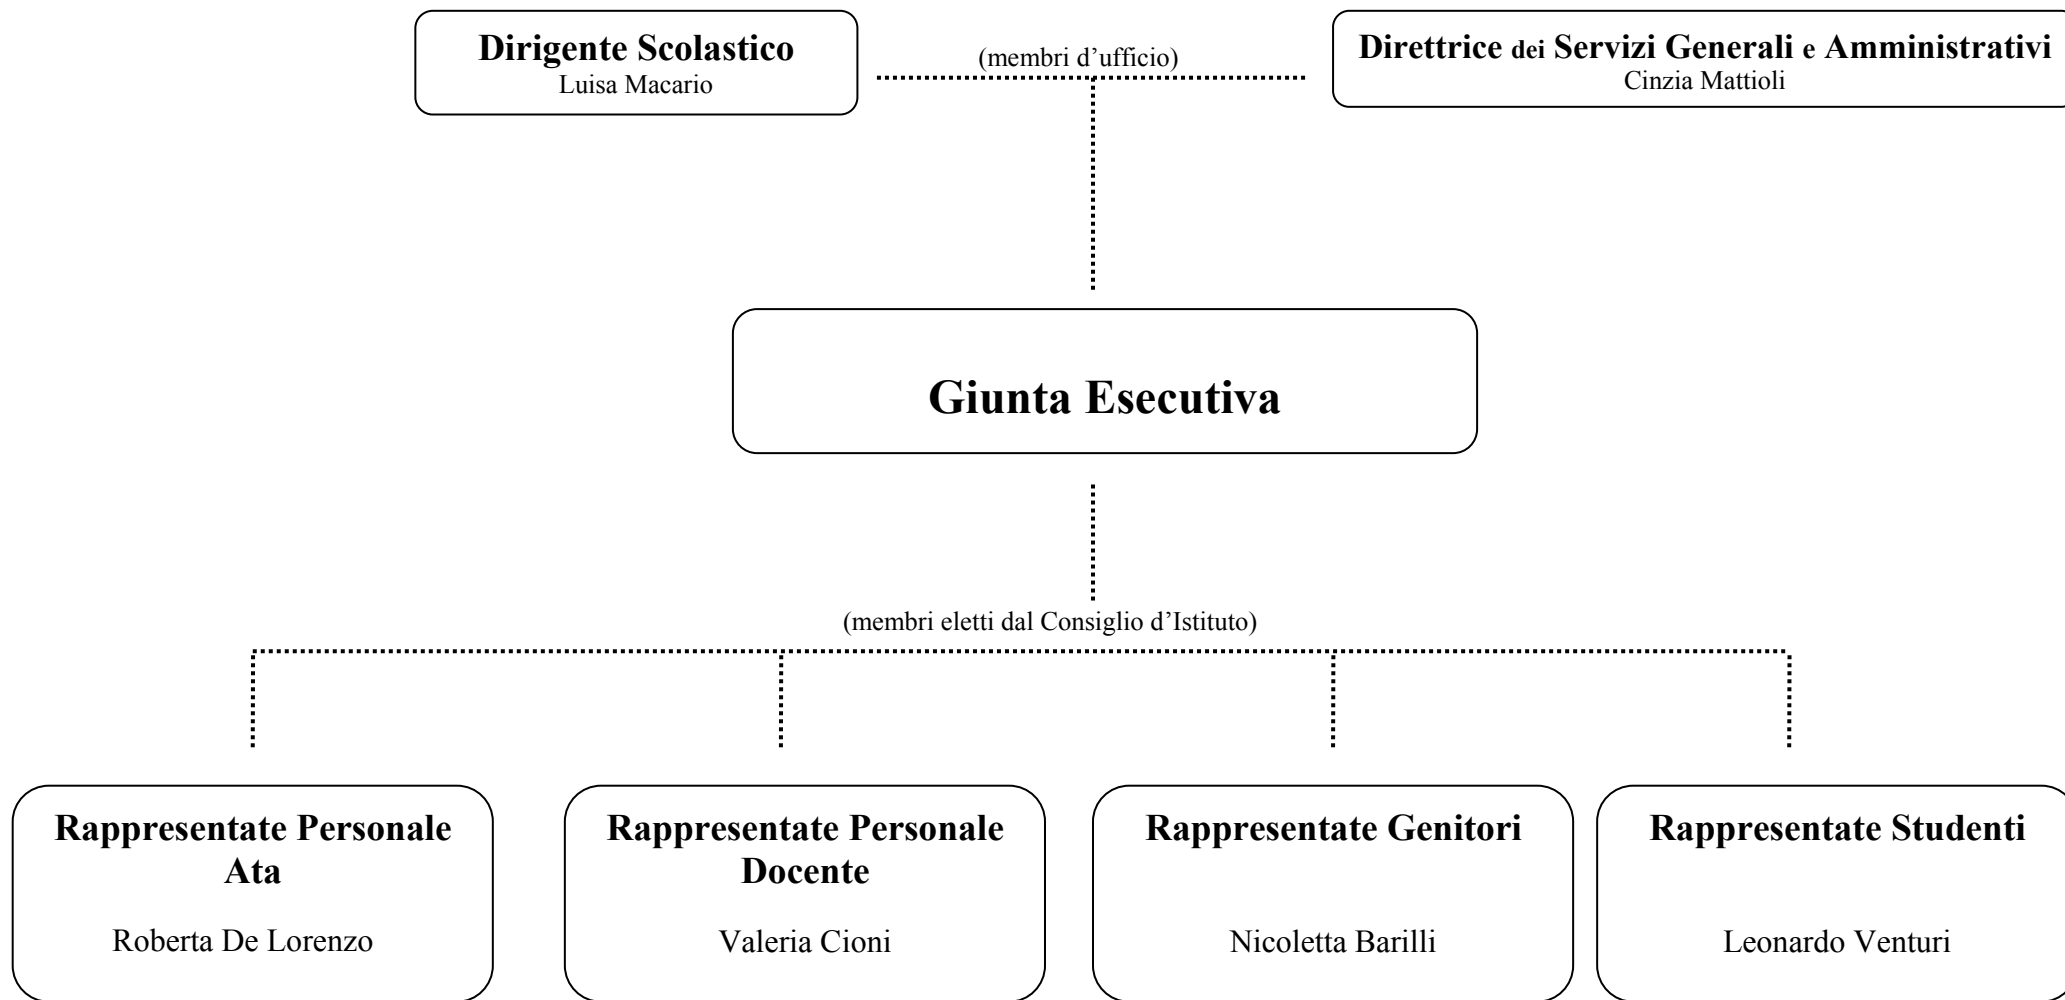 Dirigente Scolastico
Luisa Macario
(membri d’ufficio)
Direttrice dei Servizi Generali e Amministrativi
Cinzia Mattioli
Giunta Esecutiva
(membri eletti dal Consiglio d’Istituto)
Rappresentate Personale
Ata
Roberta De Lorenzo
Rappresentate Personale
Docente
Valeria Cioni
Rappresentate Genitori
Nicoletta Barilli
Rappresentate Studenti
Leonardo Venturi